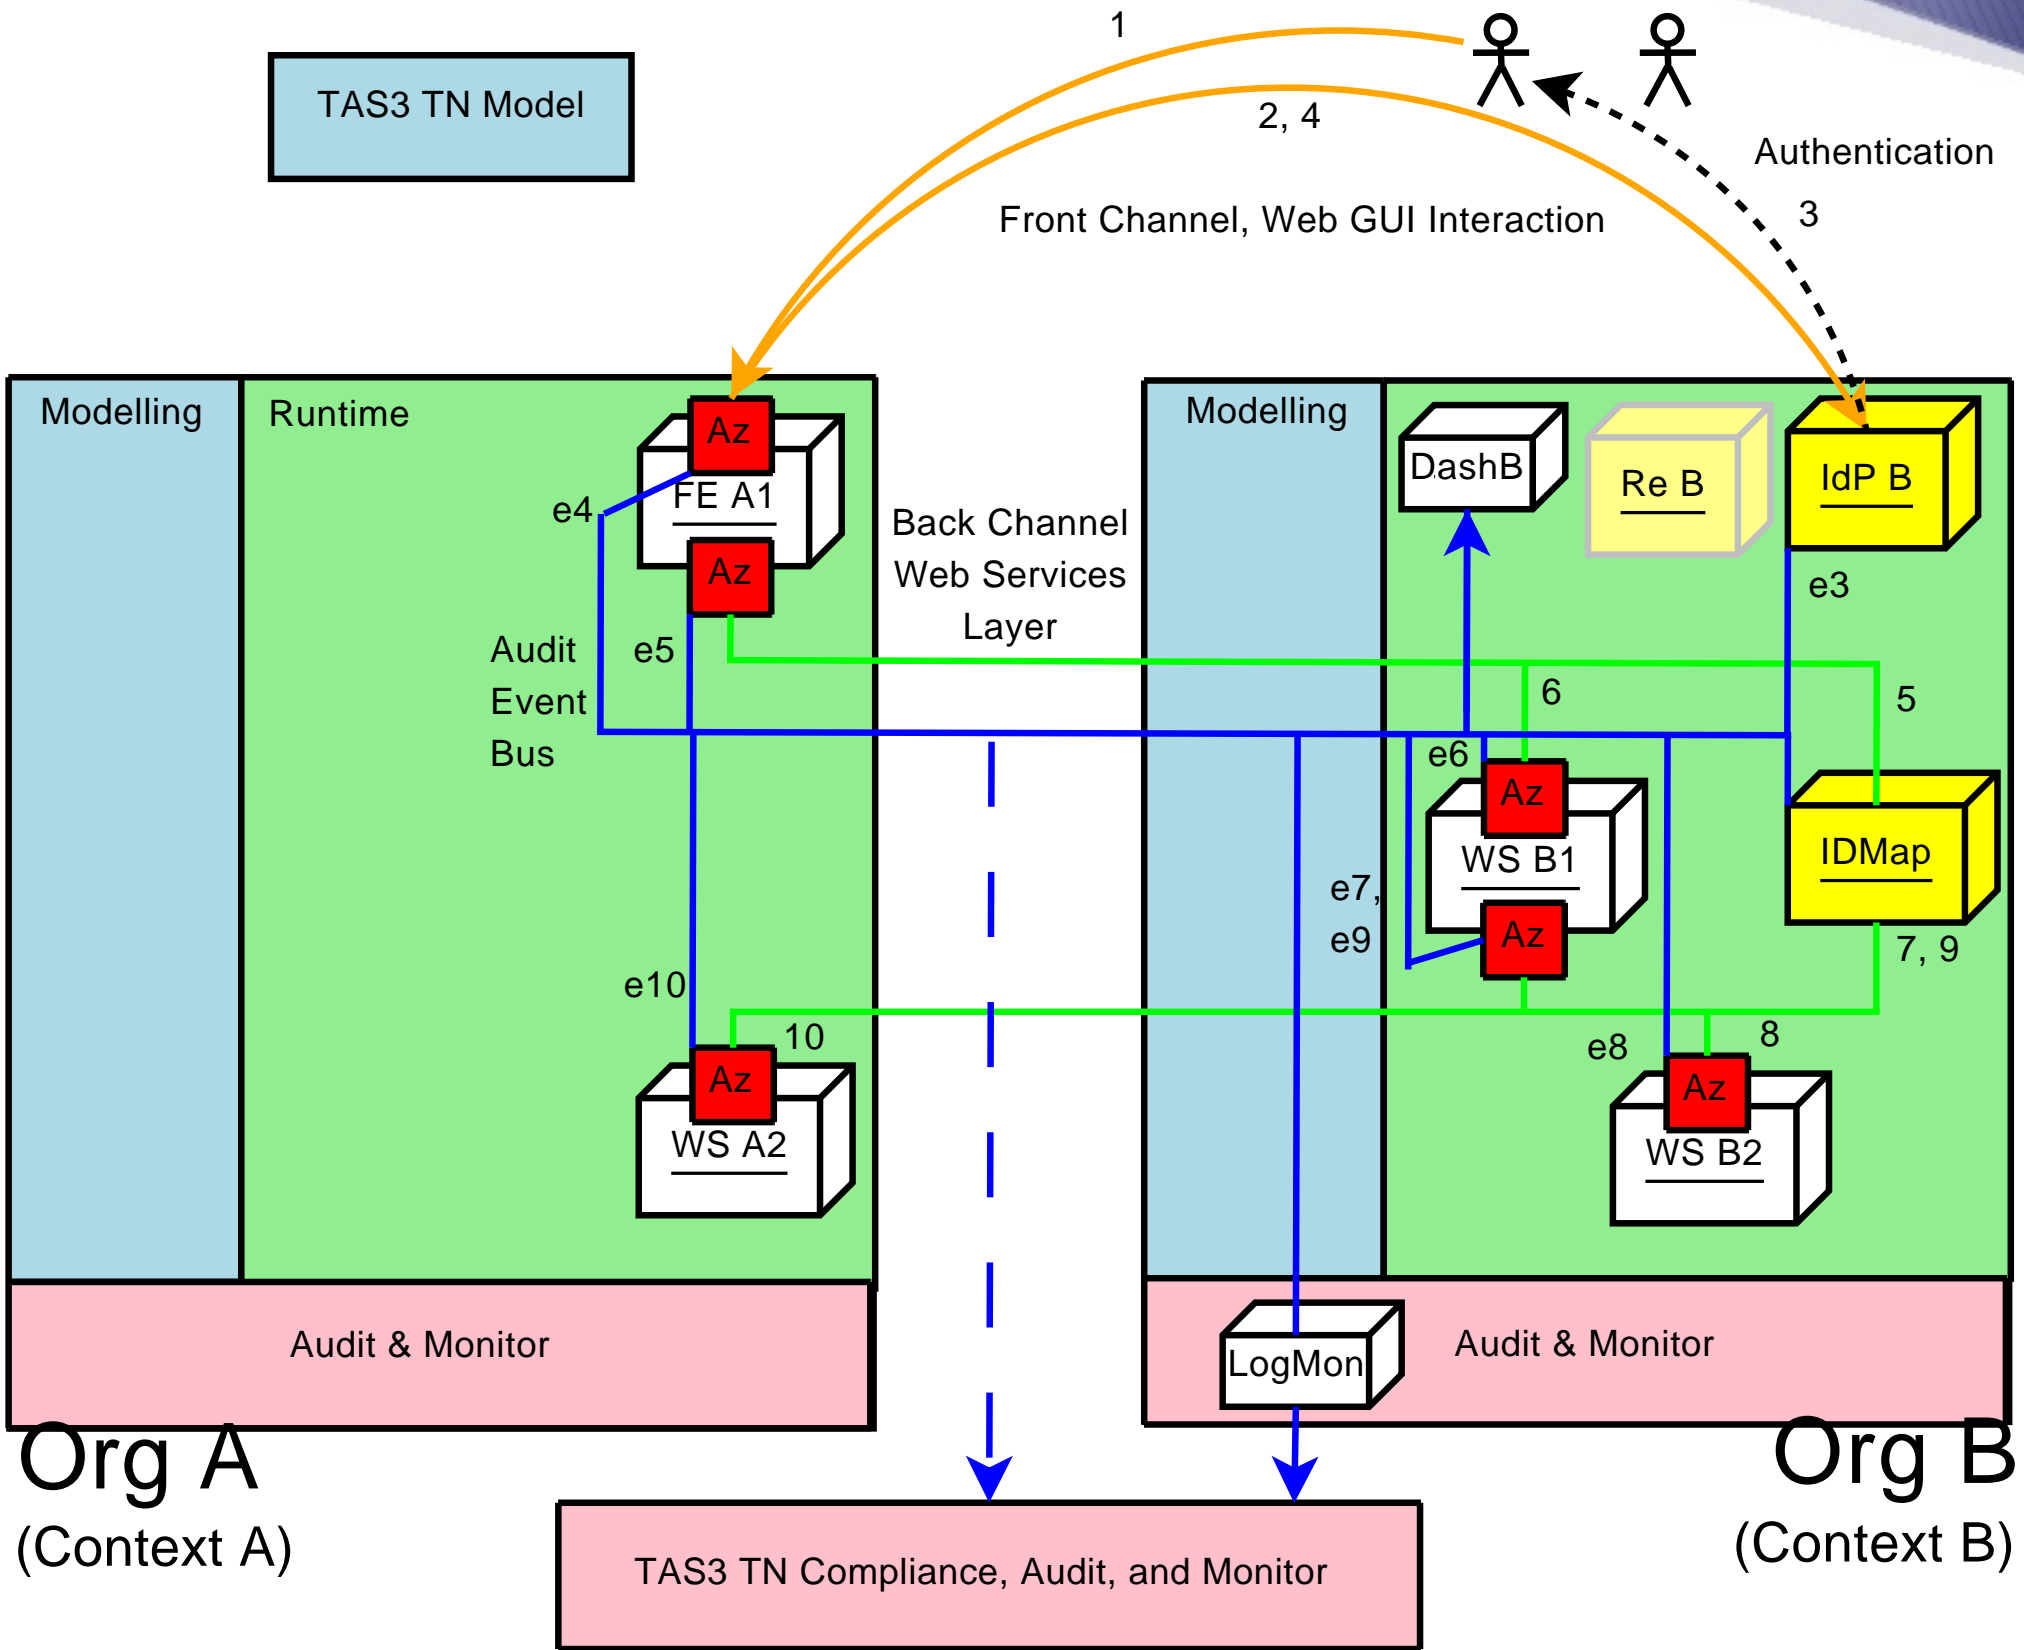 1
TAS3 TN Model
2, 4
Authentication
3
Front Channel, Web GUI Interaction
Modelling
Runtime
Az
FE A1
Az
e4
Back Channel
Web Services
Layer
Audit
Event
Bus
e5
Modelling
DashB
Re B
IdP B
e3
6
5
e6
Az
WS B1
Az
IDMap
e7,
e9
7, 9
e10
10
Az
WS A2
e8
8
Az
WS B2
Audit & Monitor
LogMon
Audit & Monitor
Org A
(Context A)
Org B
(Context B)
TAS3 TN Compliance, Audit, and Monitor